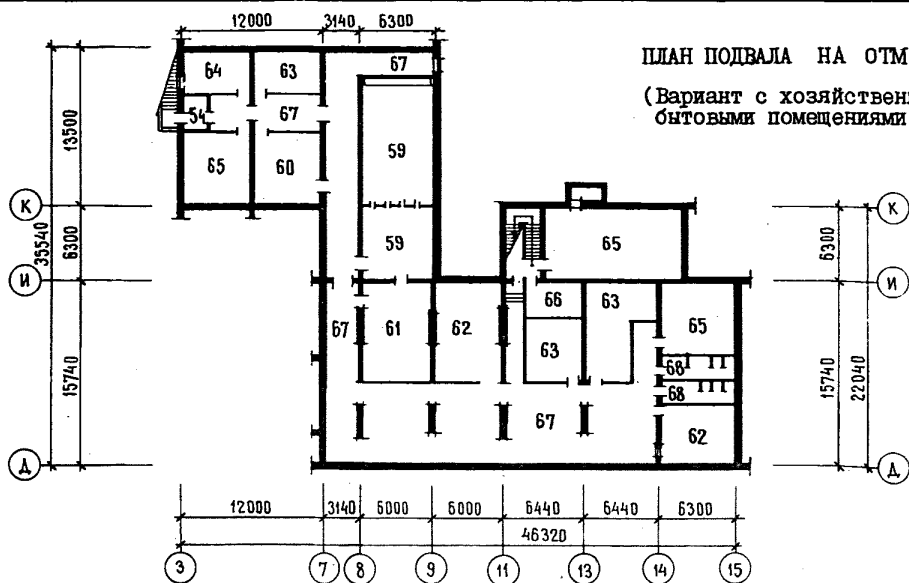 12000 3140 6300
ПЛАН ПОДВАЛА НА ОТМ
(Вариант с хозяйствен
бытовыми помещениями
64 63 67
54 67
65 60 59
13500
К К
59 65
35540 6300 6300
И И
66 63 65
67 61 62
63
68
68
15740 15740 22040
67 62
Д Д
12000 3140 6000 6000 6440 6440 6300
46320
3 7 8 9 11 13 14 15